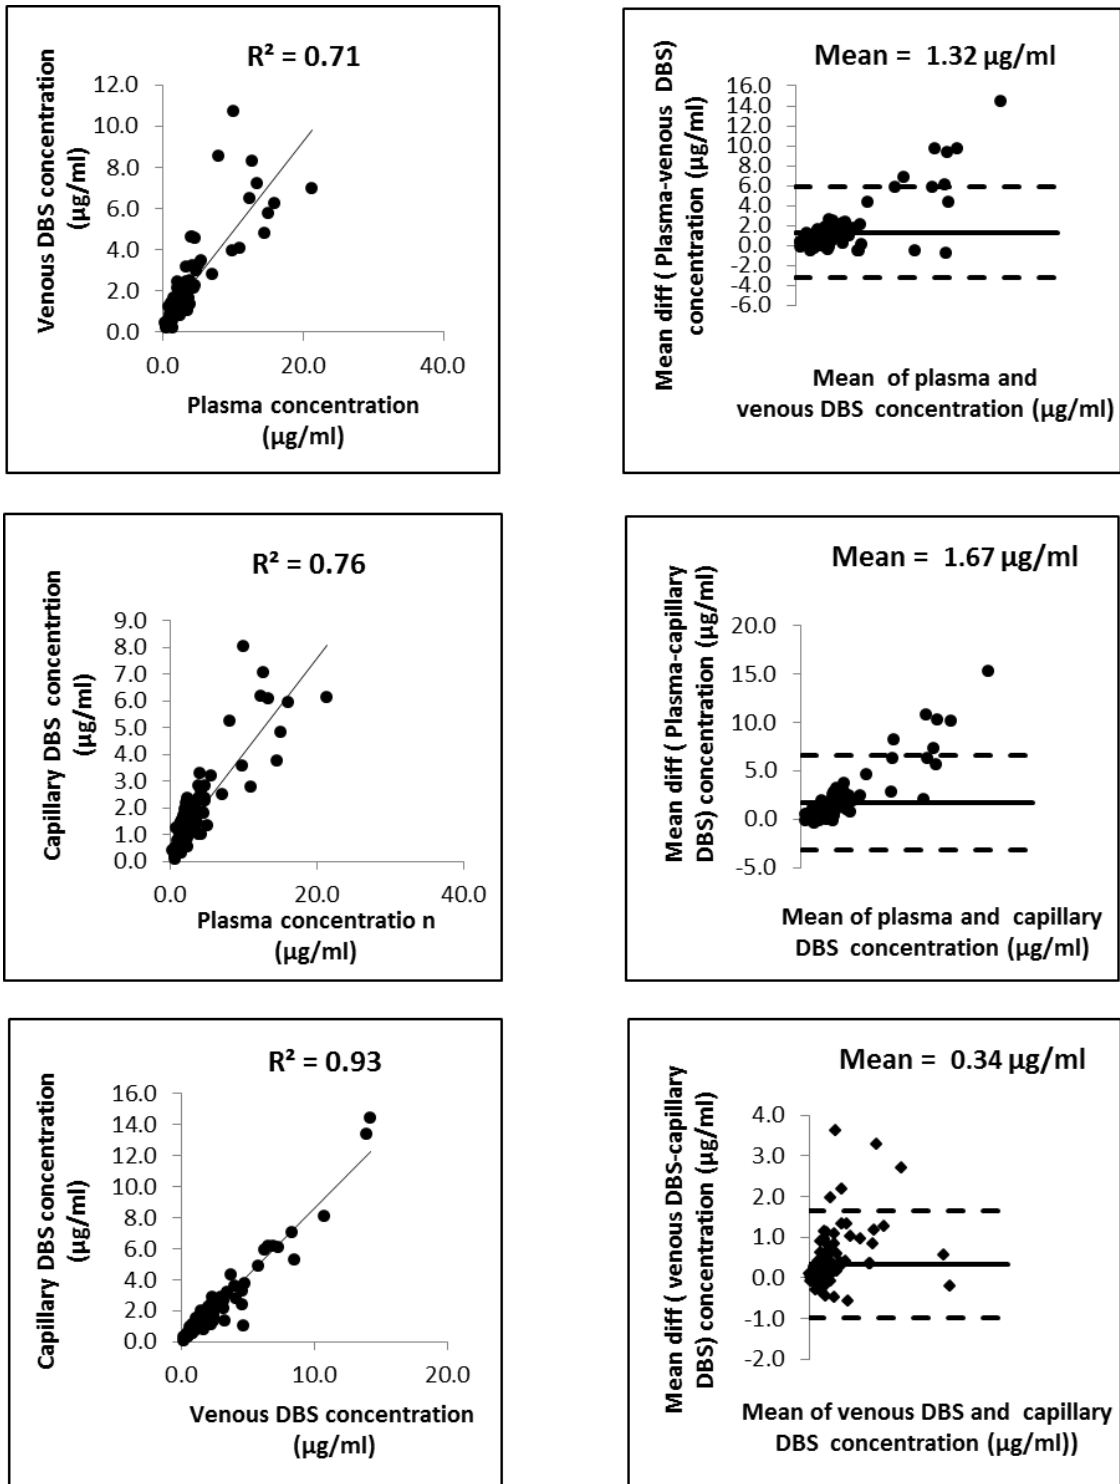 R² = 0.71
Venous DBS concentration
(µg/ml)
12.0
10.0
8.0
6.0
4.0
2.0
0.0
0.0 20.0 40.0
Plasma concentration
(µg/ml)
Mean = 1.32 µg/ml
Mean diff ( Plasma-venous DBS)
concentration (µg/ml)
16.0
14.0
12.0
10.0
8.0
6.0
4.0
2.0
0.0
-2.0
-4.0
-6.0
Mean of plasma and
venous DBS concentration (µg/ml)
R² = 0.76
Capillary DBS concentrtion
(µg/ml)
9.0
8.0
7.0
6.0
5.0
4.0
3.0
2.0
1.0
0.0
0.0 20.0 40.0
Plasma concentratio n
(µg/ml)
Mean = 1.67 µg/ml
Mean diff ( Plasma-capillary
DBS) concentration (µg/ml)
20.0
15.0
10.0
5.0
0.0
-5.0
Mean of plasma and capillary
DBS concentration (µg/ml)
R² = 0.93
Capillary DBS concentration
(µg/ml)
16.0
14.0
12.0
10.0
8.0
6.0
4.0
2.0
0.0
0.0 10.0 20.0
Venous DBS concentration
(µg/ml)
Mean = 0.34 µg/ml
Mean diff ( venous DBS-capillary
DBS) concentration (µg/ml)
4.0
3.0
2.0
1.0
0.0
-1.0
-2.0
Mean of venous DBS and capillary
DBS concentration (µg/ml))